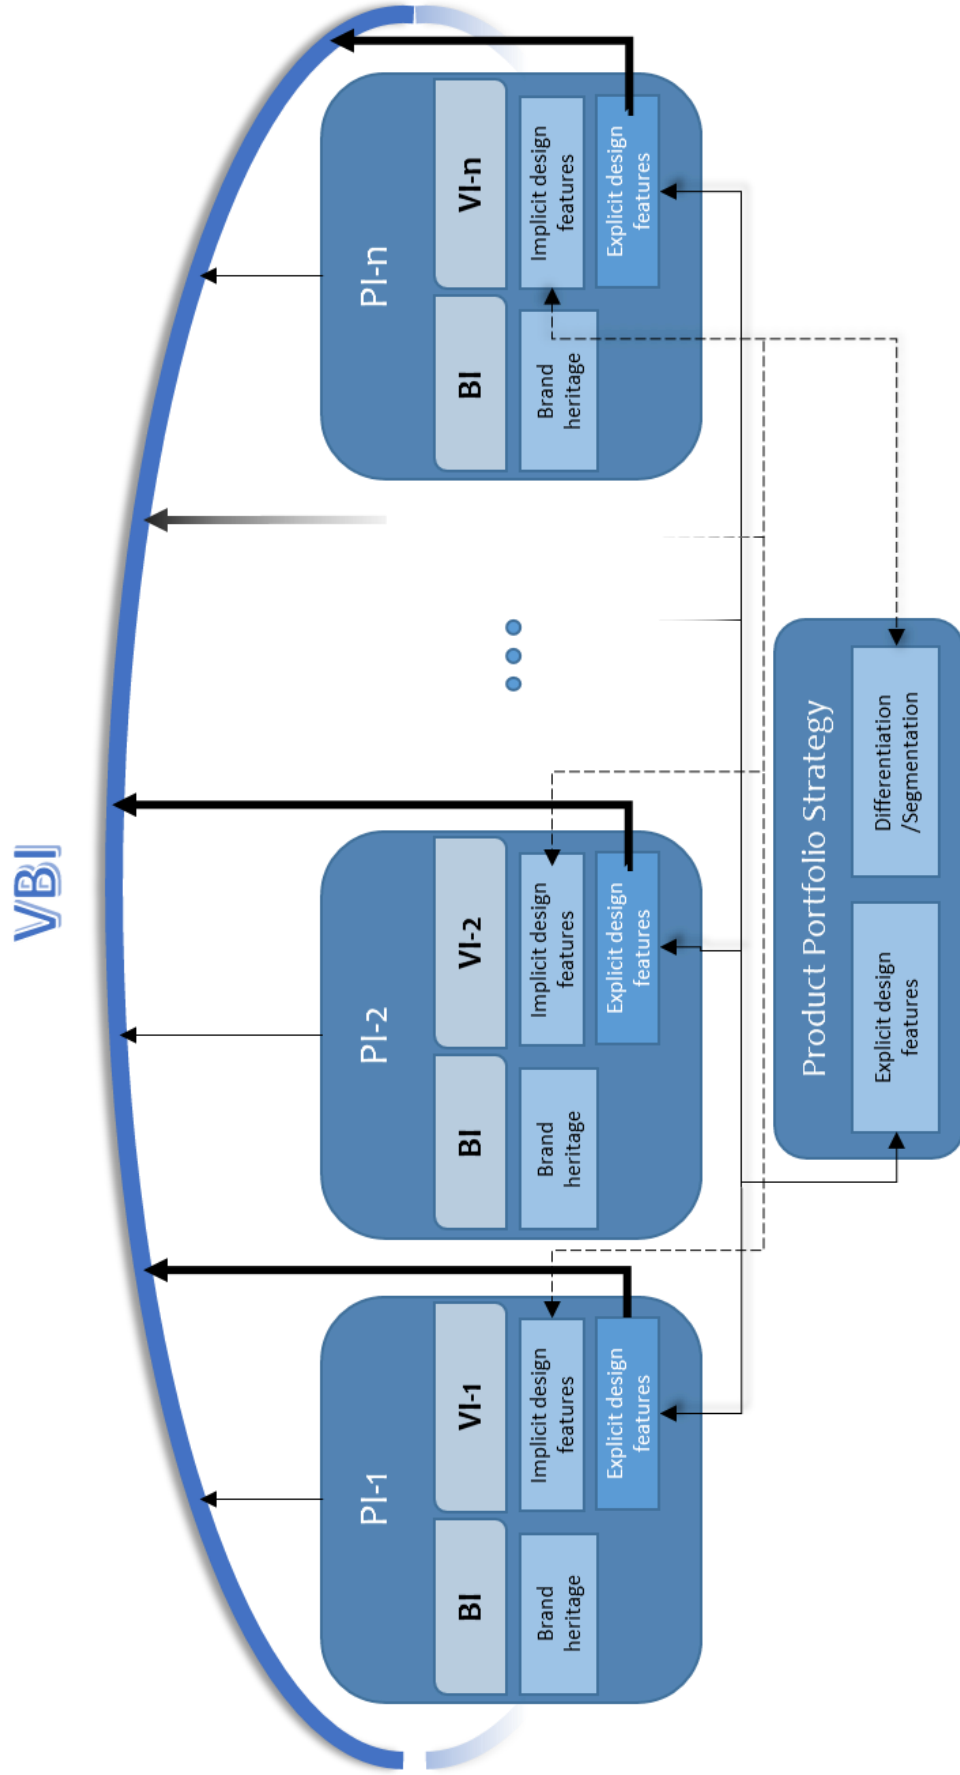 VBI
PI-1
BI
VI-1
Brand
heritage
Implicit design
features
Explicit design
features
PI-2
BI
VI-2
Brand
heritage
Implicit design
features
Explicit design
features
PI-n
BI
VI-n
Brand
heritage
Implicit design
features
Explicit design
features
Product Portfolio Strategy
Explicit design
features
Differentiation
/Segmentation